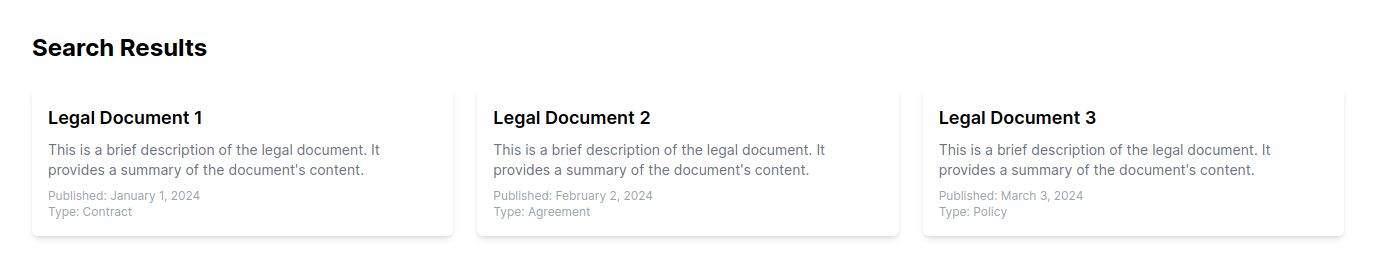 Search Results
Legal Document 1
This is a brief description of the legal document. It
provides a summary of the document's content.
Published: January 1, 2024
Type: Contract
Legal Document 2
This is a brief description of the legal document. It
provides a summary of the document's content.
Published: February 2, 2024
Type: Agreement
Legal Document 3
This is a brief description of the legal document. It
provides a summary of the document's content.
Published: March 3, 2024
Type: Policy